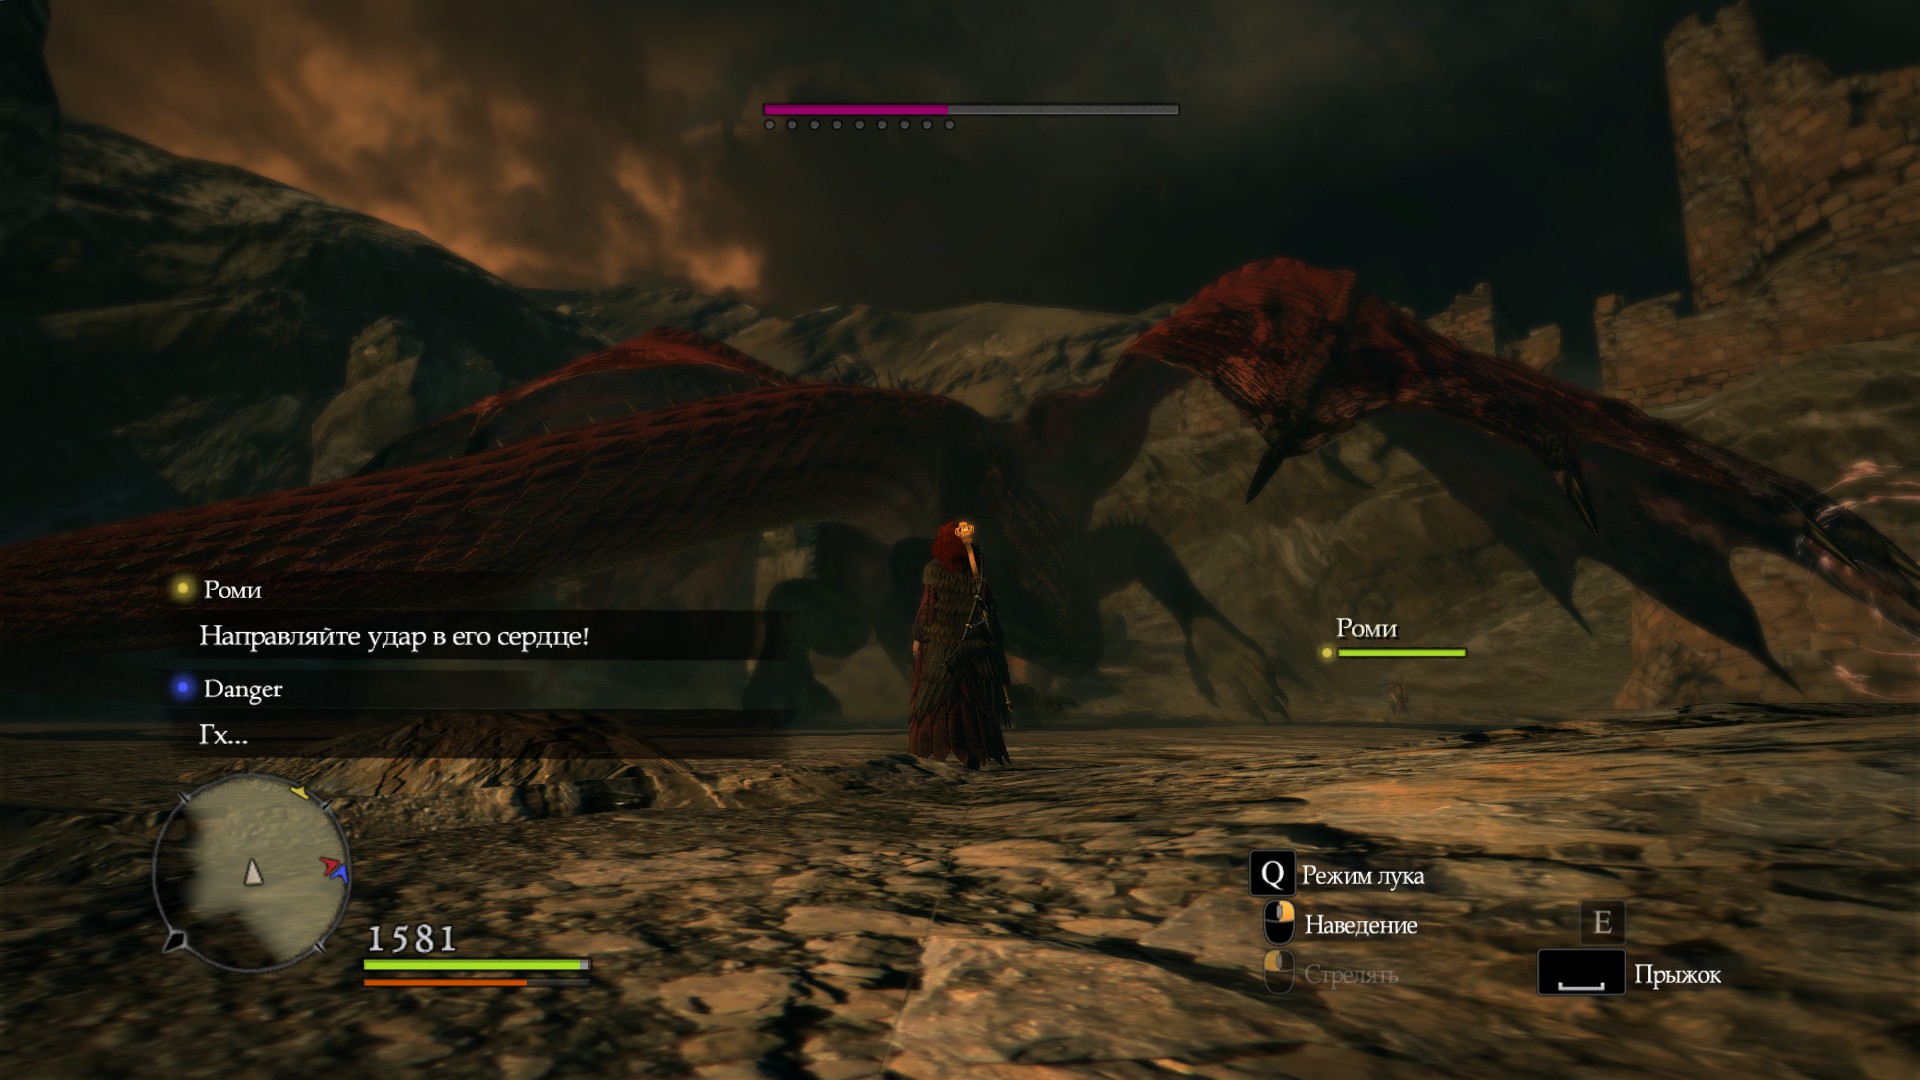 Роми
Направляйте удар в его сердце!
Danger
Гх...
Роми
1581
Q Режим лука
Наведение
Стрелять
E
Прыжок